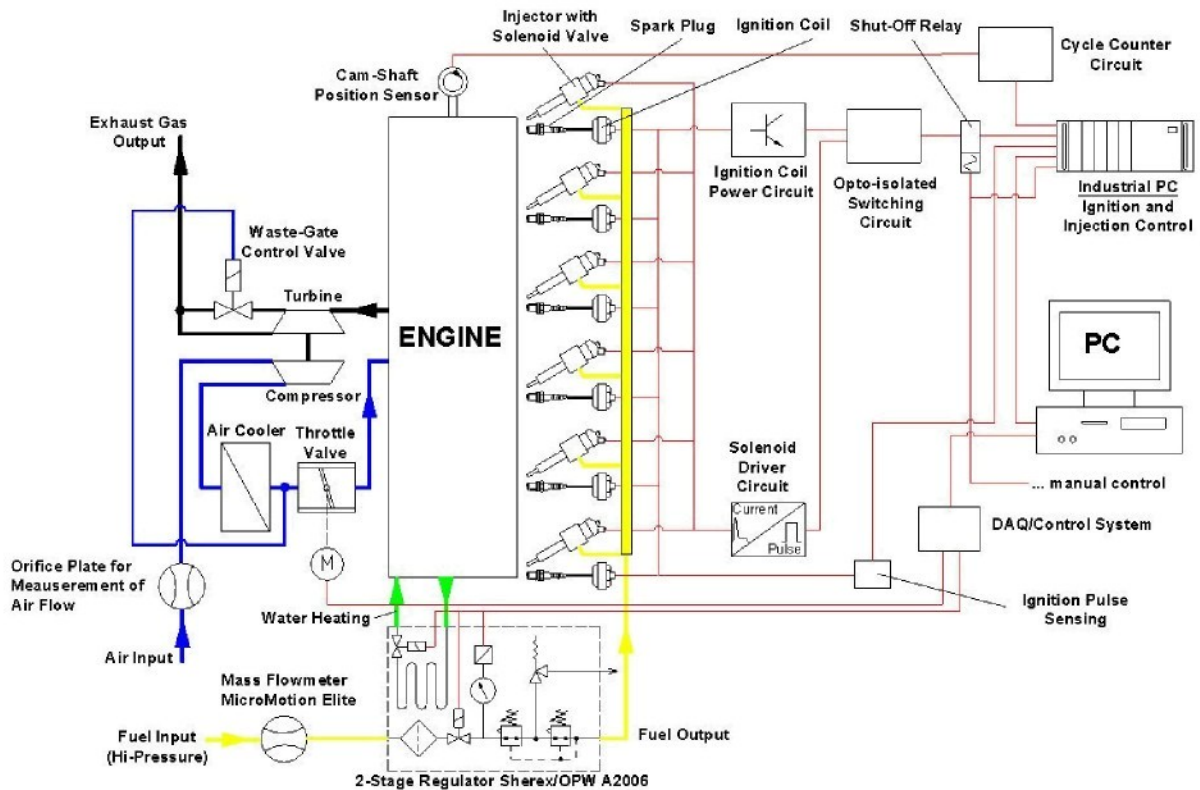 Injector with
Solenoid Valve
Spark Plug
Ignition Coil
Shut-Off Relay
Cycle Counter
Circuit
Cam-Shaft
Position Sensor
Exhaust Gas
Output
Ignition Coil
Power Circuit
Opto-isolated
Switching
Circuit
Industrial PC
Ignition and
Injection Control
Waste-Gate
Control Valve
Turbine
ENGINE
PC
Compressor
Air Cooler
Throttle
Valve
Solenoid
Driver
Circuit
... manual control
Current
Pulse
DAQ/Control System
M
Orifice Plate for
Meauserement of
Air Flow
Water Heating
Ignition Pulse
Sensing
Air Input
Mass Flowmeter
MicroMotion Elite
Fuel Input
(Hi-Pressure)
Fuel Output
2-Stage Regulator Sherex/OPW A2006